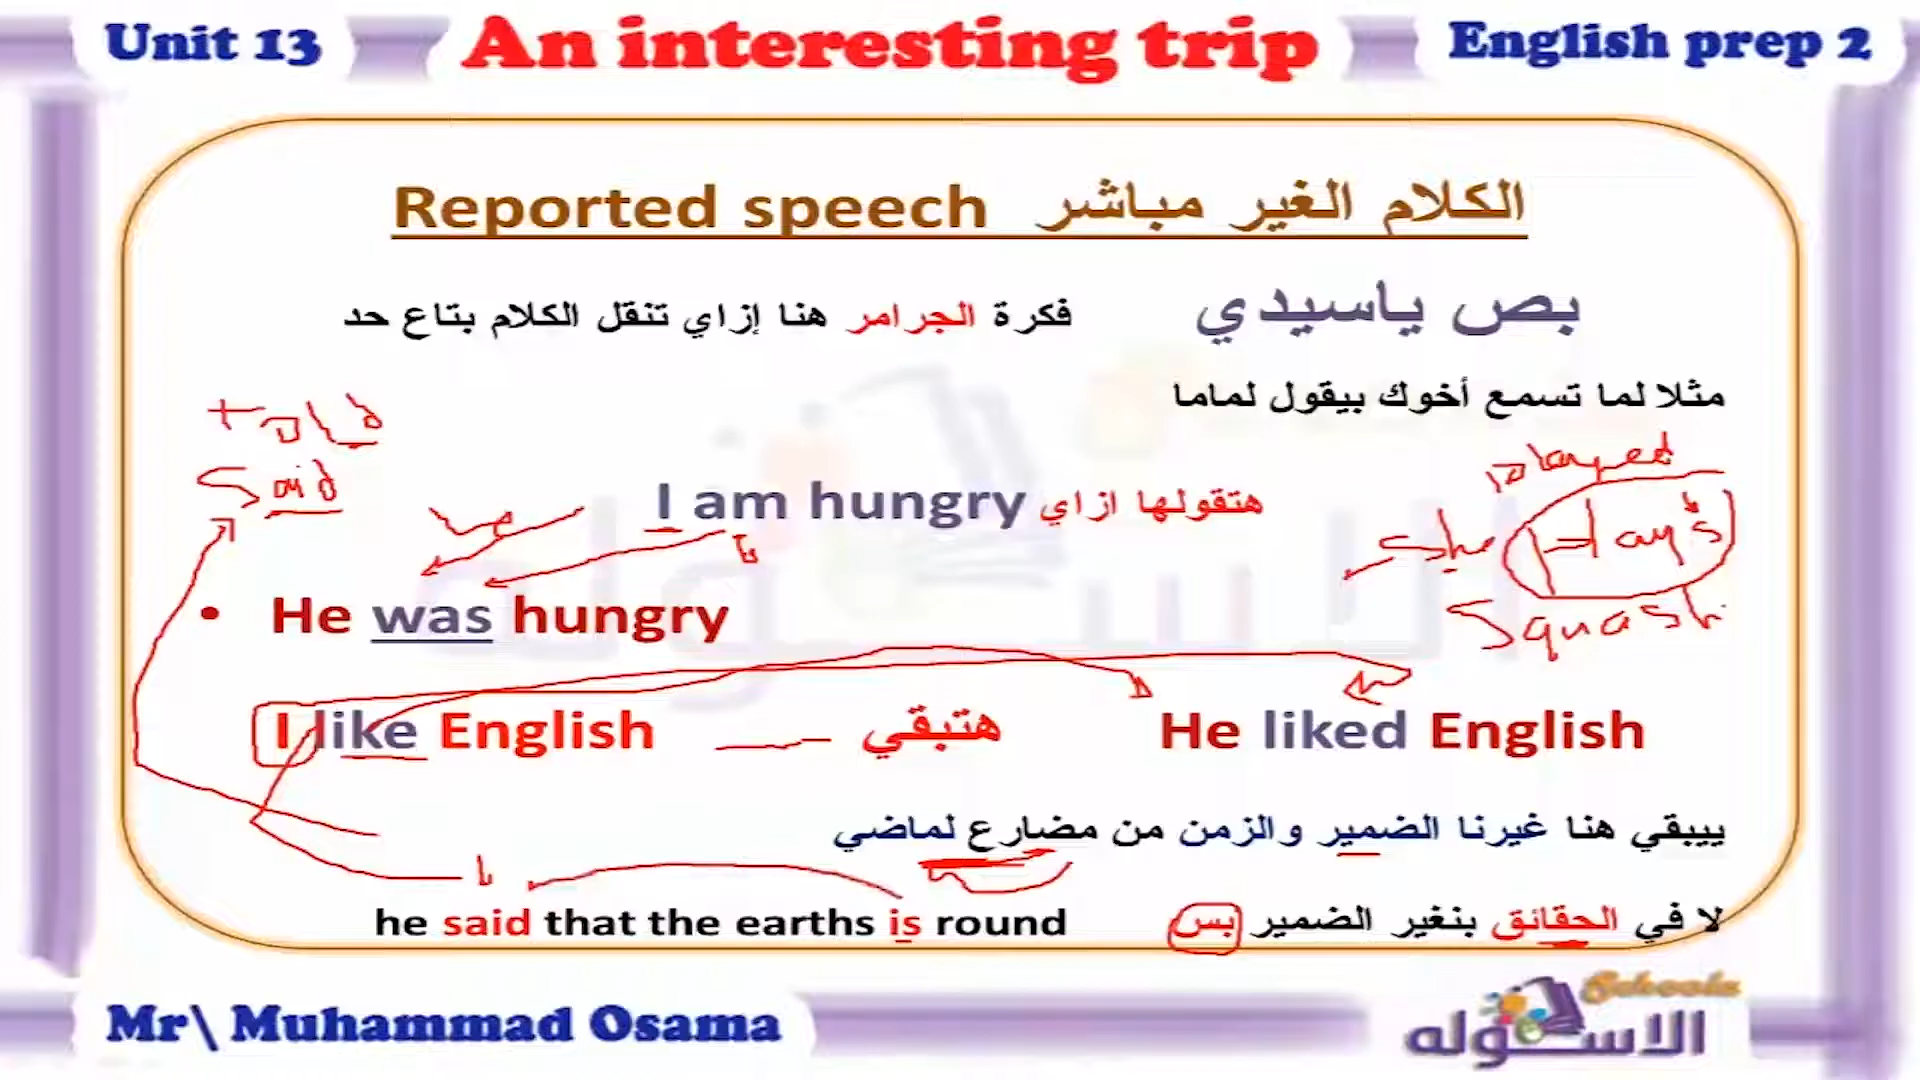 Unit 13
An interesting trip
English prep 2
Reported speech الكلام الغير مباشر
بص ياسيدي
فكرة الجرامر هنا إزاي تنقل الكلام بتاع حد
مثلا لما تسمع أخوك بيقول لماما
told
said
played
I am hungry هتقولها ازاي
she plays
squash
• He was hungry
I like English هتبقي He liked English
ييبقي هنا غيرنا الضمير والزمن من مضارع لماضي
لا في الحقائق بنغير الضمير بس
he said that the earths is round
Mr\ Muhammad Osama
Schools
الاسكوله